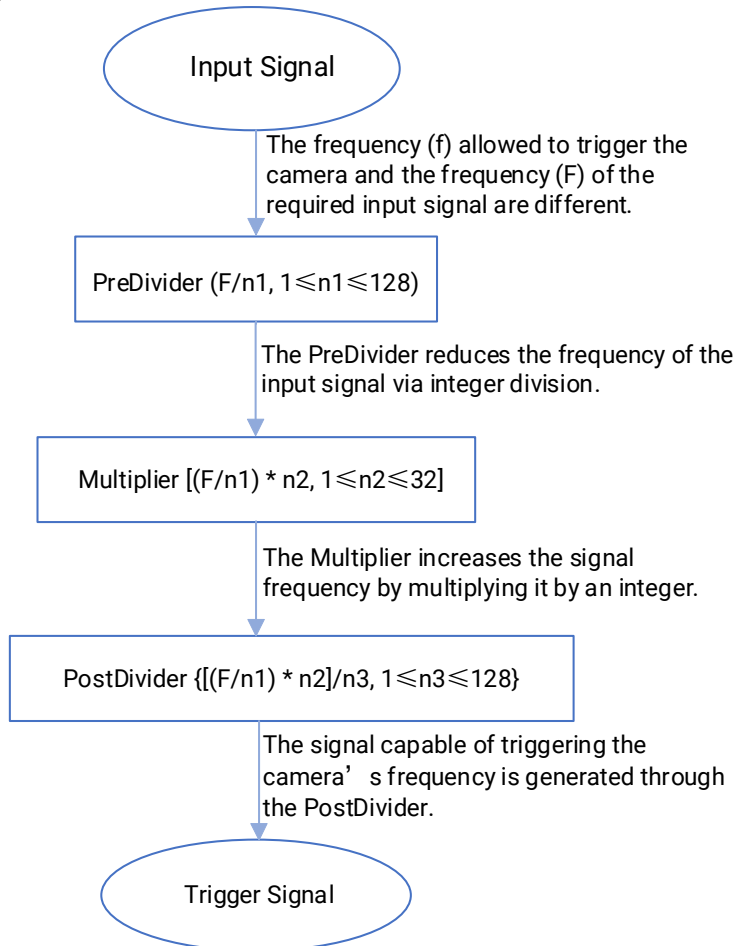 Input Signal
The frequency (f) allowed to trigger the
camera and the frequency (F) of the
required input signal are different.
PreDivider (F/n1, 1≤n1≤128)
The PreDivider reduces the frequency of the
input signal via integer division.
Multiplier [(F/n1) * n2, 1≤n2≤32]
The Multiplier increases the signal
frequency by multiplying it by an integer.
PostDivider {[(F/n1) * n2]/n3, 1≤n3≤128}
The signal capable of triggering the
camera’s frequency is generated through
the PostDivider.
Trigger Signal